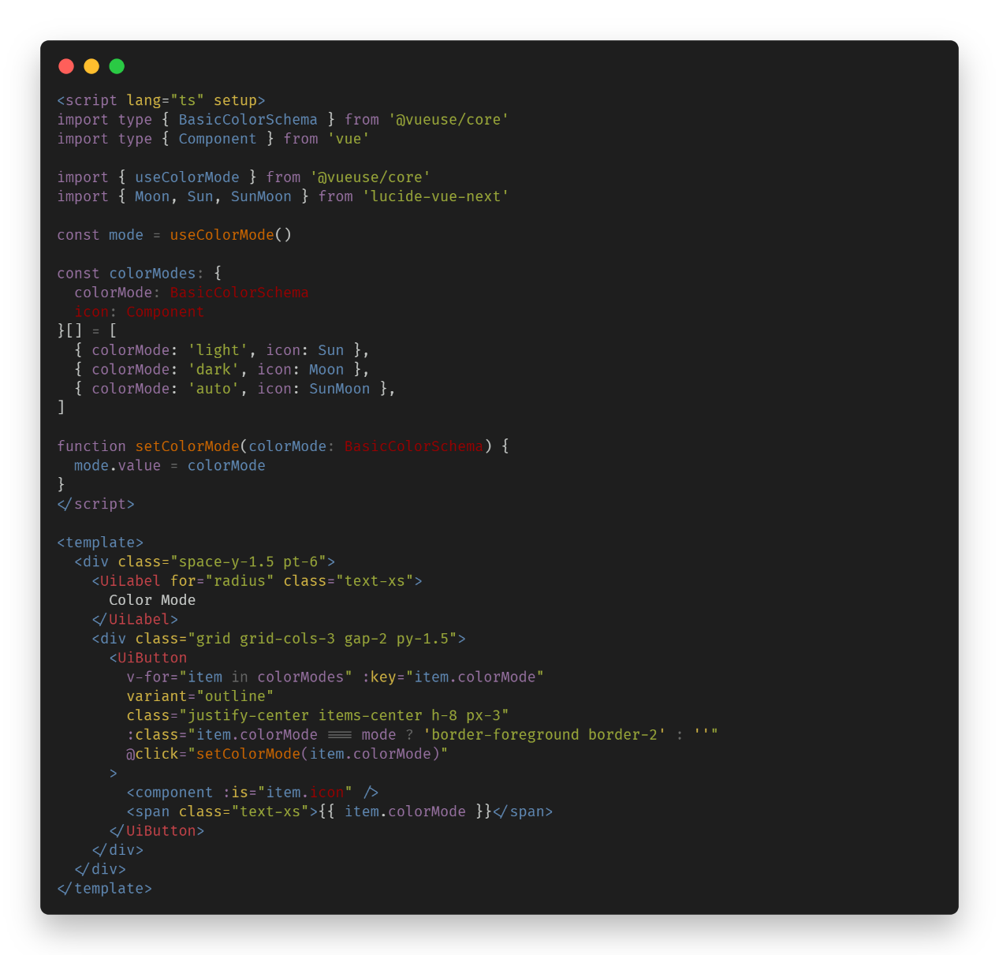 <script lang="ts" setup>
import type { BasicColorSchema } from '@vueuse/core'
import type { Component } from 'vue'

import { useColorMode } from '@vueuse/core'
import { Moon, Sun, SunMoon } from 'lucide-vue-next'

const mode = useColorMode()

const colorModes: {
  colorMode: BasicColorSchema
  icon: Component
}[] = [
  { colorMode: 'light', icon: Sun },
  { colorMode: 'dark', icon: Moon },
  { colorMode: 'auto', icon: SunMoon },
]

function setColorMode(colorMode: BasicColorSchema) {
  mode.value = colorMode
}
</script>

<template>
  <div class="space-y-1.5 pt-6">
    <UiLabel for="radius" class="text-xs">
      Color Mode
    </UiLabel>
    <div class="grid grid-cols-3 gap-2 py-1.5">
      <UiButton
        v-for="item in colorModes" :key="item.colorMode"
        variant="outline"
        class="justify-center items-center h-8 px-3"
        :class="item.colorMode === mode ? 'border-foreground border-2' : ''"
        @click="setColorMode(item.colorMode)"
      >
        <component :is="item.icon" />
        <span class="text-xs">{{ item.colorMode }}</span>
      </UiButton>
    </div>
  </div>
</template>